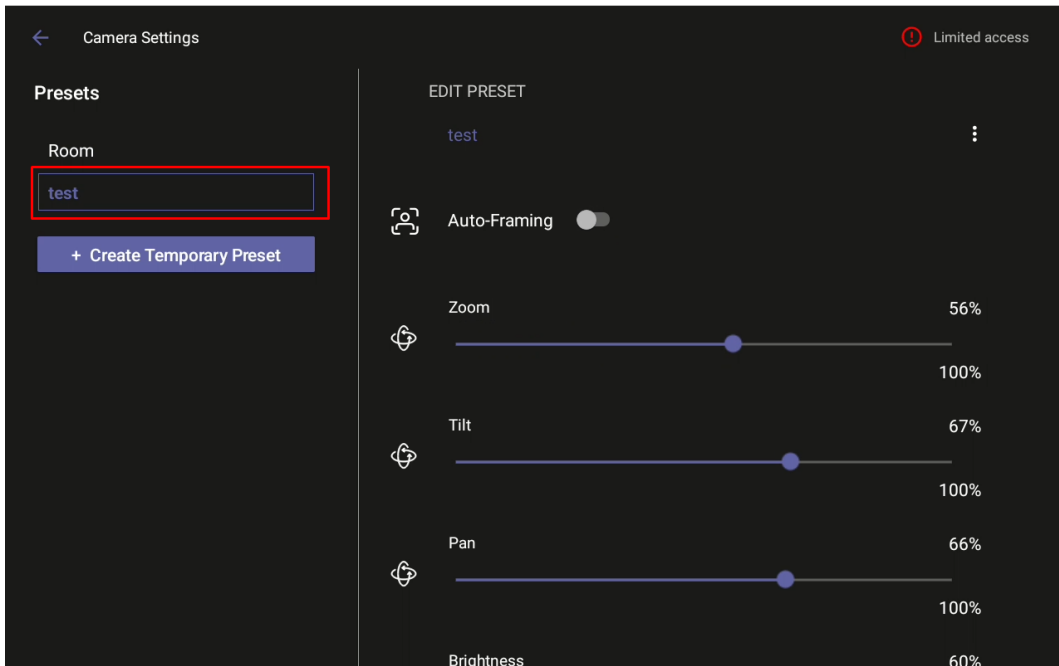 Camera Settings
Limited access
Presets
Room
test
+ Create Temporary Preset
EDIT PRESET
test
Auto-Framing
Zoom
56%
100%
Tilt
67%
100%
Pan
66%
100%
Brightness
60%